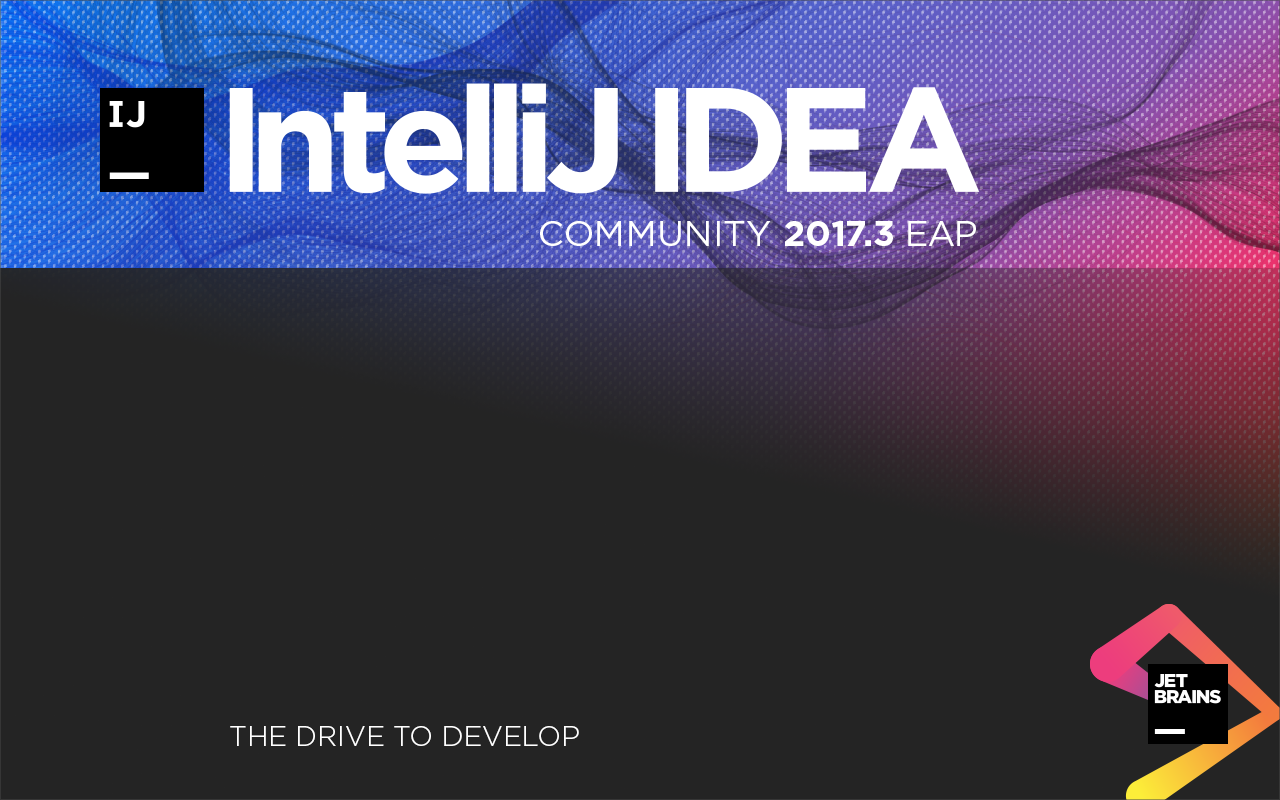 IJ
IntelliJ IDEA
COMMUNITY 2017.3 EAP
THE DRIVE TO DEVELOP
JET
BRAINS